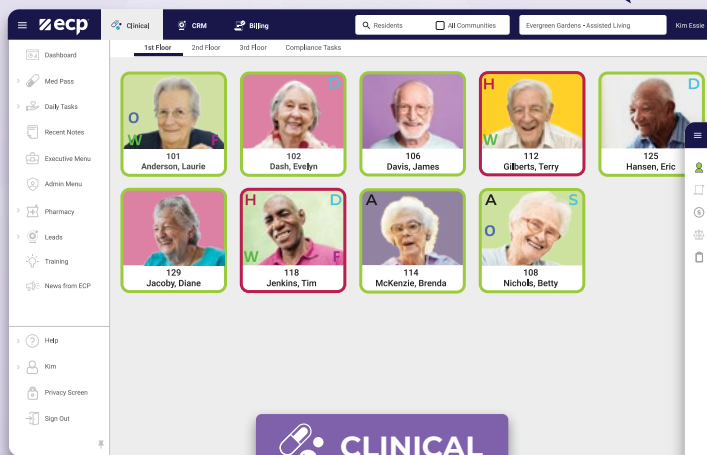 ecp
Clinical
CRM
Billing
Residents
All Communities
Evergreen Gardens - Assisted Living
Kim Essie
1st Floor
2nd Floor
3rd Floor
Compliance Tasks
Dashboard
Med Pass
Daily Tasks
Recent Notes
Executive Menu
Admin Menu
Pharmacy
Leads
Training
News from ECP
Help
Kim
Privacy Screen
Sign Out
O
W
F
101
Anderson, Laurie
D
102
Dash, Evelyn
106
Davis, James
H
W
112
Gilberts, Terry
D
125
Hansen, Eric
129
Jacoby, Diane
H
D
W
F
118
Jenkins, Tim
A
114
McKenzie, Brenda
A
S
O
108
Nichols, Betty
CLINICAL